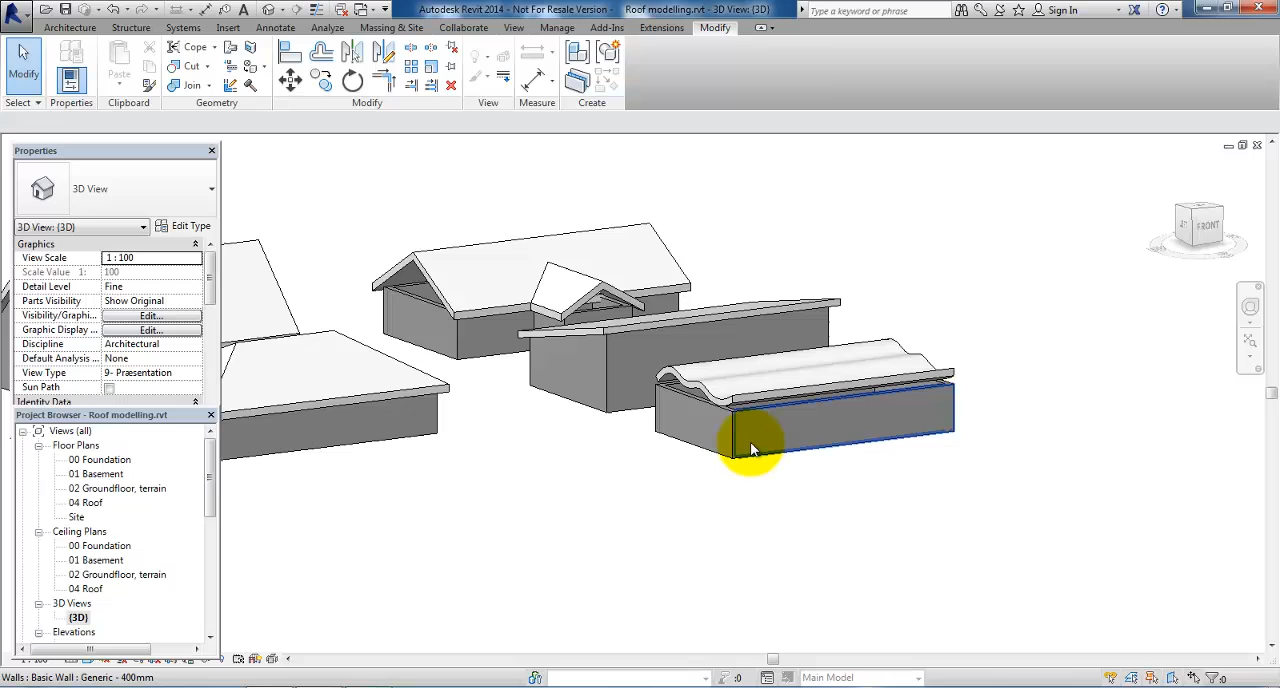 Autodesk Revit 2014 - Not For Resale Version - Roof modelling.rvt - 3D View: {3D}
Type a keyword or phrase
Sign In
Architecture Structure Systems Insert Annotate Analyze Massing & Site Collaborate View Manage Add-Ins Extensions Modify
Modify
Paste
Cope
Cut
Join
Select Properties Clipboard Geometry Modify View Measure Create
Properties
3D View
3D View: {3D}
Edit Type
Graphics
View Scale 1 : 100
Scale Value 1: 100
Detail Level Fine
Parts Visibility Show Original
Visibility/Graphi... Edit...
Graphic Display ... Edit...
Discipline Architectural
Default Analysis ... None
View Type 9- Præsentation
Sun Path
Identity Data
Project Browser - Roof modelling.rvt
Views (all)
Floor Plans
00 Foundation
01 Basement
02 Groundfloor, terrain
04 Roof
Site
Ceiling Plans
00 Foundation
01 Basement
02 Groundfloor, terrain
04 Roof
3D Views
{3D}
Elevations
1 : 100
FRONT
Walls : Basic Wall : Generic - 400mm
:0
Main Model
:0